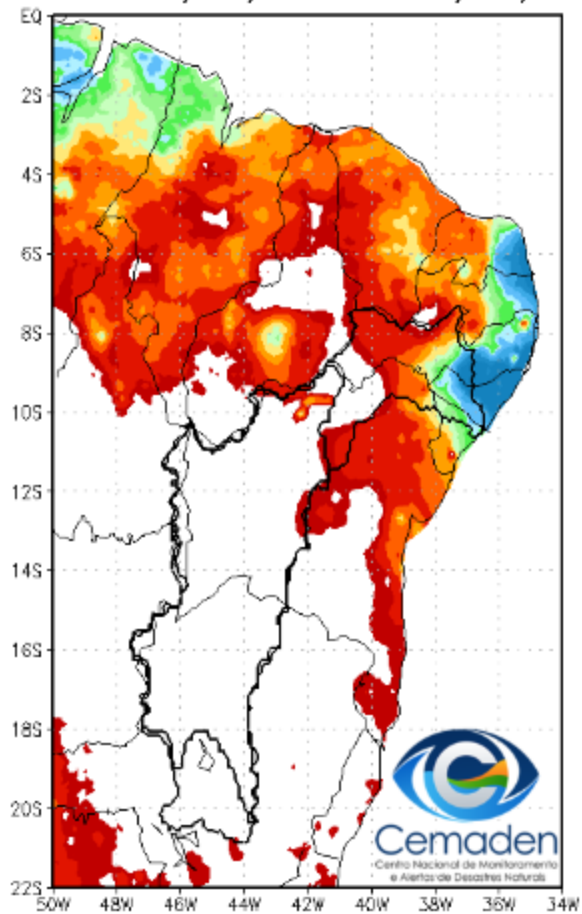 EQ
2S
4S
6S
8S
10S
12S
14S
16S
18S
20S
22S
Cemaden
Centro Nacional de Monitoramento
e Alertas de Desastres Naturais
50W 48W 46W 44W 42W 40W 38W 36W 34W